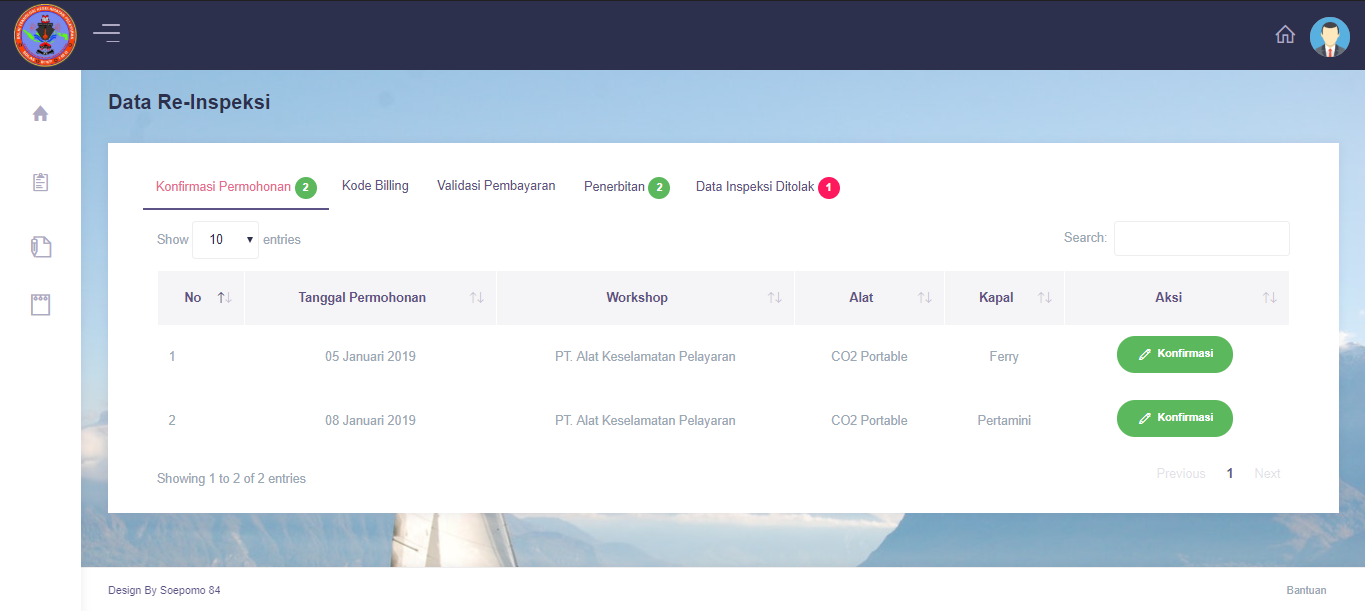 Data Re-Inspeksi
Konfirmasi Permohonan 2 Kode Billing Validasi Pembayaran Penerbitan 2 Data Inspeksi Ditolak 1
Show 10 entries Search:
No Tanggal Permohonan Workshop Alat Kapal Aksi
1 05 Januari 2019 PT. Alat Keselamatan Pelayaran CO2 Portable Ferry Konfirmasi
2 08 Januari 2019 PT. Alat Keselamatan Pelayaran CO2 Portable Pertamini Konfirmasi
Showing 1 to 2 of 2 entries Previous 1 Next
Design By Soepomo 84 Bantuan